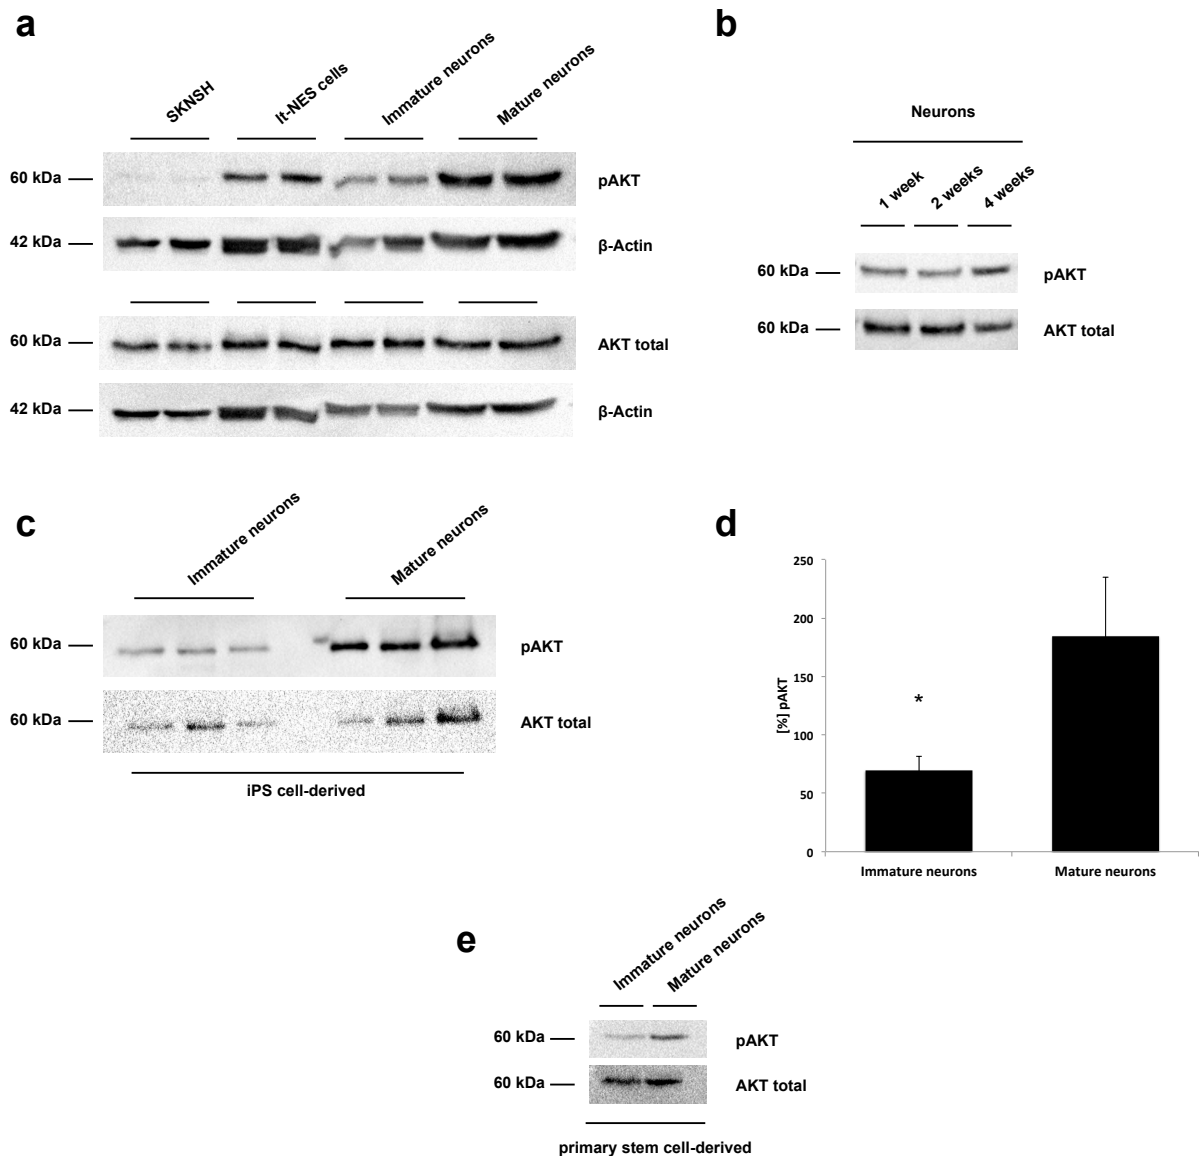 a
SKNSH
lt-NES cells
Immature neurons
Mature neurons
60 kDa
pAKT
42 kDa
β-Actin
60 kDa
AKT total
42 kDa
β-Actin
b
Neurons
1 week
2 weeks
4 weeks
60 kDa
pAKT
60 kDa
AKT total
c
Immature neurons
Mature neurons
60 kDa
pAKT
60 kDa
AKT total
iPS cell-derived
d
250
200
150
100
50
0
[%] pAKT
*
Immature neurons
Mature neurons
e
Immature neurons
Mature neurons
60 kDa
pAKT
60 kDa
AKT total
primary stem cell-derived